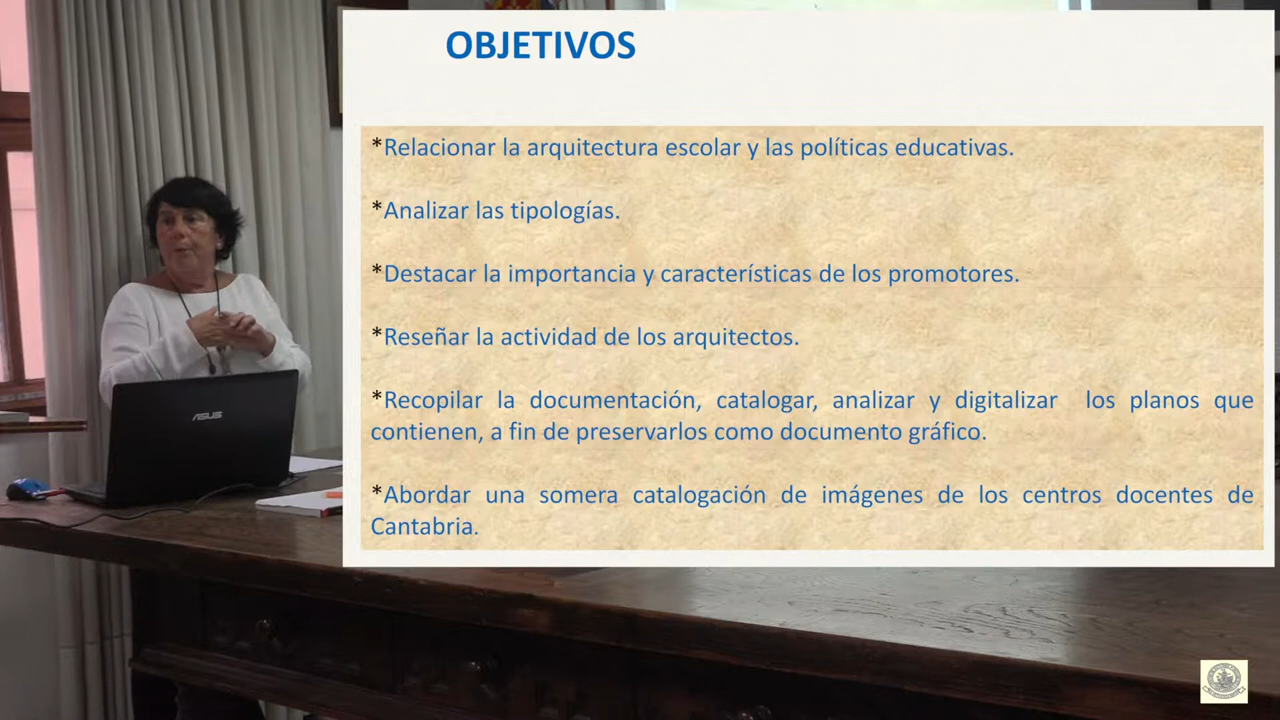 OBJETIVOS
*Relacionar la arquitectura escolar y las políticas educativas.
*Analizar las tipologías.
*Destacar la importancia y características de los promotores.
*Reseñar la actividad de los arquitectos.
*Recopilar la documentación, catalogar, analizar y digitalizar los planos que
contienen, a fin de preservarlos como documento gráfico.
*Abordar una somera catalogación de imágenes de los centros docentes de
Cantabria.
ASUS